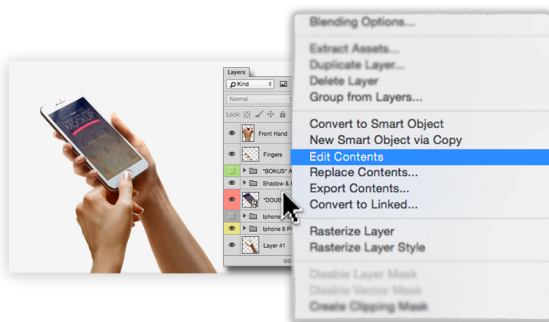 MOCKUP
Layers
Kind
Normal
Lock:
Front Hand
Fingers
*BONUS* A
Shadow & 
*DOUB
Iphone
Iphone 6 P
Layer 41
Blending Options...
Extract Assets...
Duplicate Layer...
Delete Layer
Group from Layers...
Convert to Smart Object
New Smart Object via Copy
Edit Contents
Replace Contents...
Export Contents...
Convert to Linked...
Rasterize Layer
Rasterize Layer Style
Disable Layer Mask
Disable Vector Mask
Create Clipping Mask